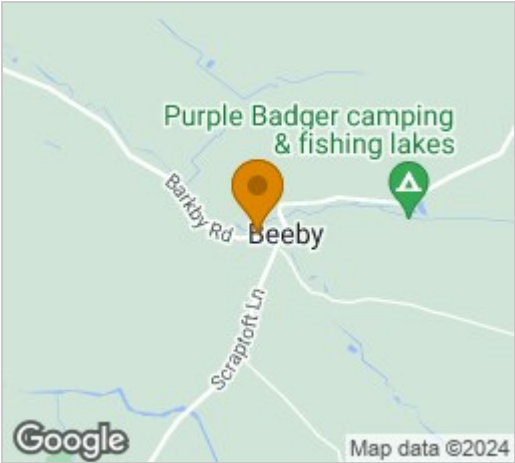 Purple Badger camping
& fishing lakes
Barkby Rd
Beeby
Scraptoft Ln
Google
Map data ©2024